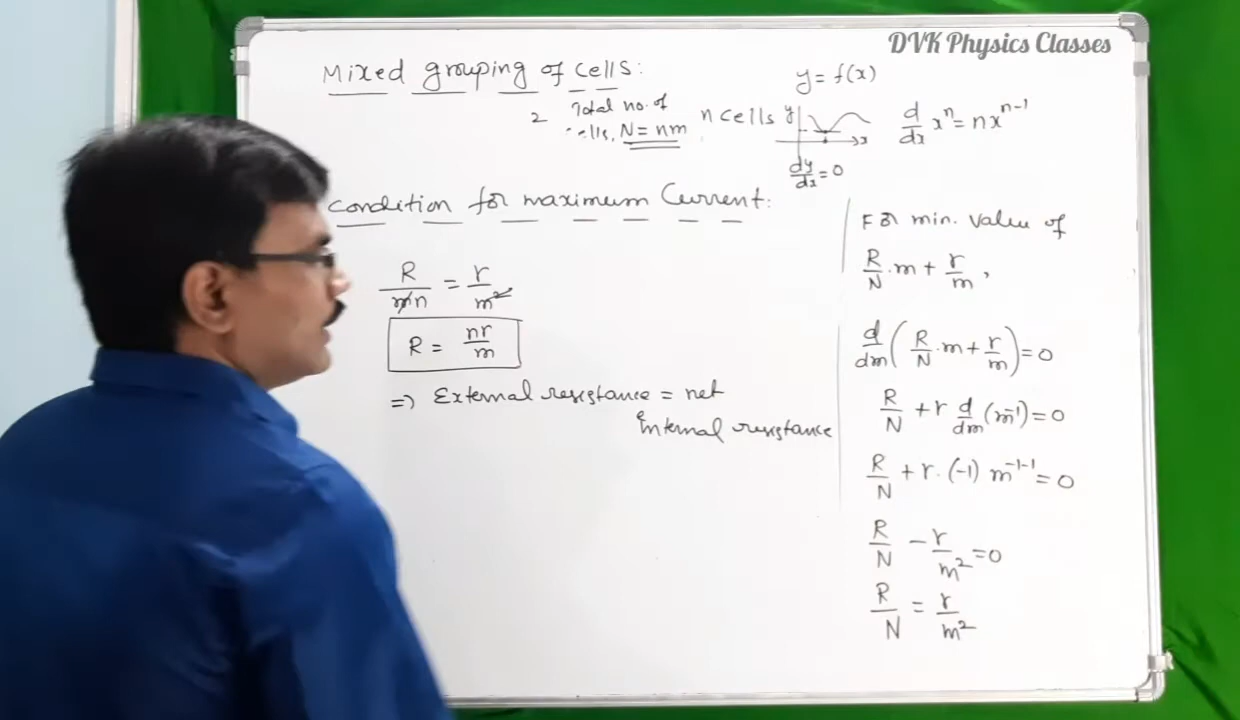 DVK Physics Classes
Mixed grouping of cells:
Total no. of
cells, N = nm
n cells
y = f(x)
y
x
dy/dx = 0
d/dx xⁿ = nxⁿ⁻¹
condition for maximum Current:
R/mn = r/m²
R = nr/m
⇒ External resistance = net
Internal resistance
For min. value of
R/N . m + r/m ,
d/dm ( R/N . m + r/m ) = 0
R/N + r d/dm (m⁻¹) = 0
R/N + r. (-1) m⁻¹⁻¹ = 0
R/N - r/m² = 0
R/N = r/m²